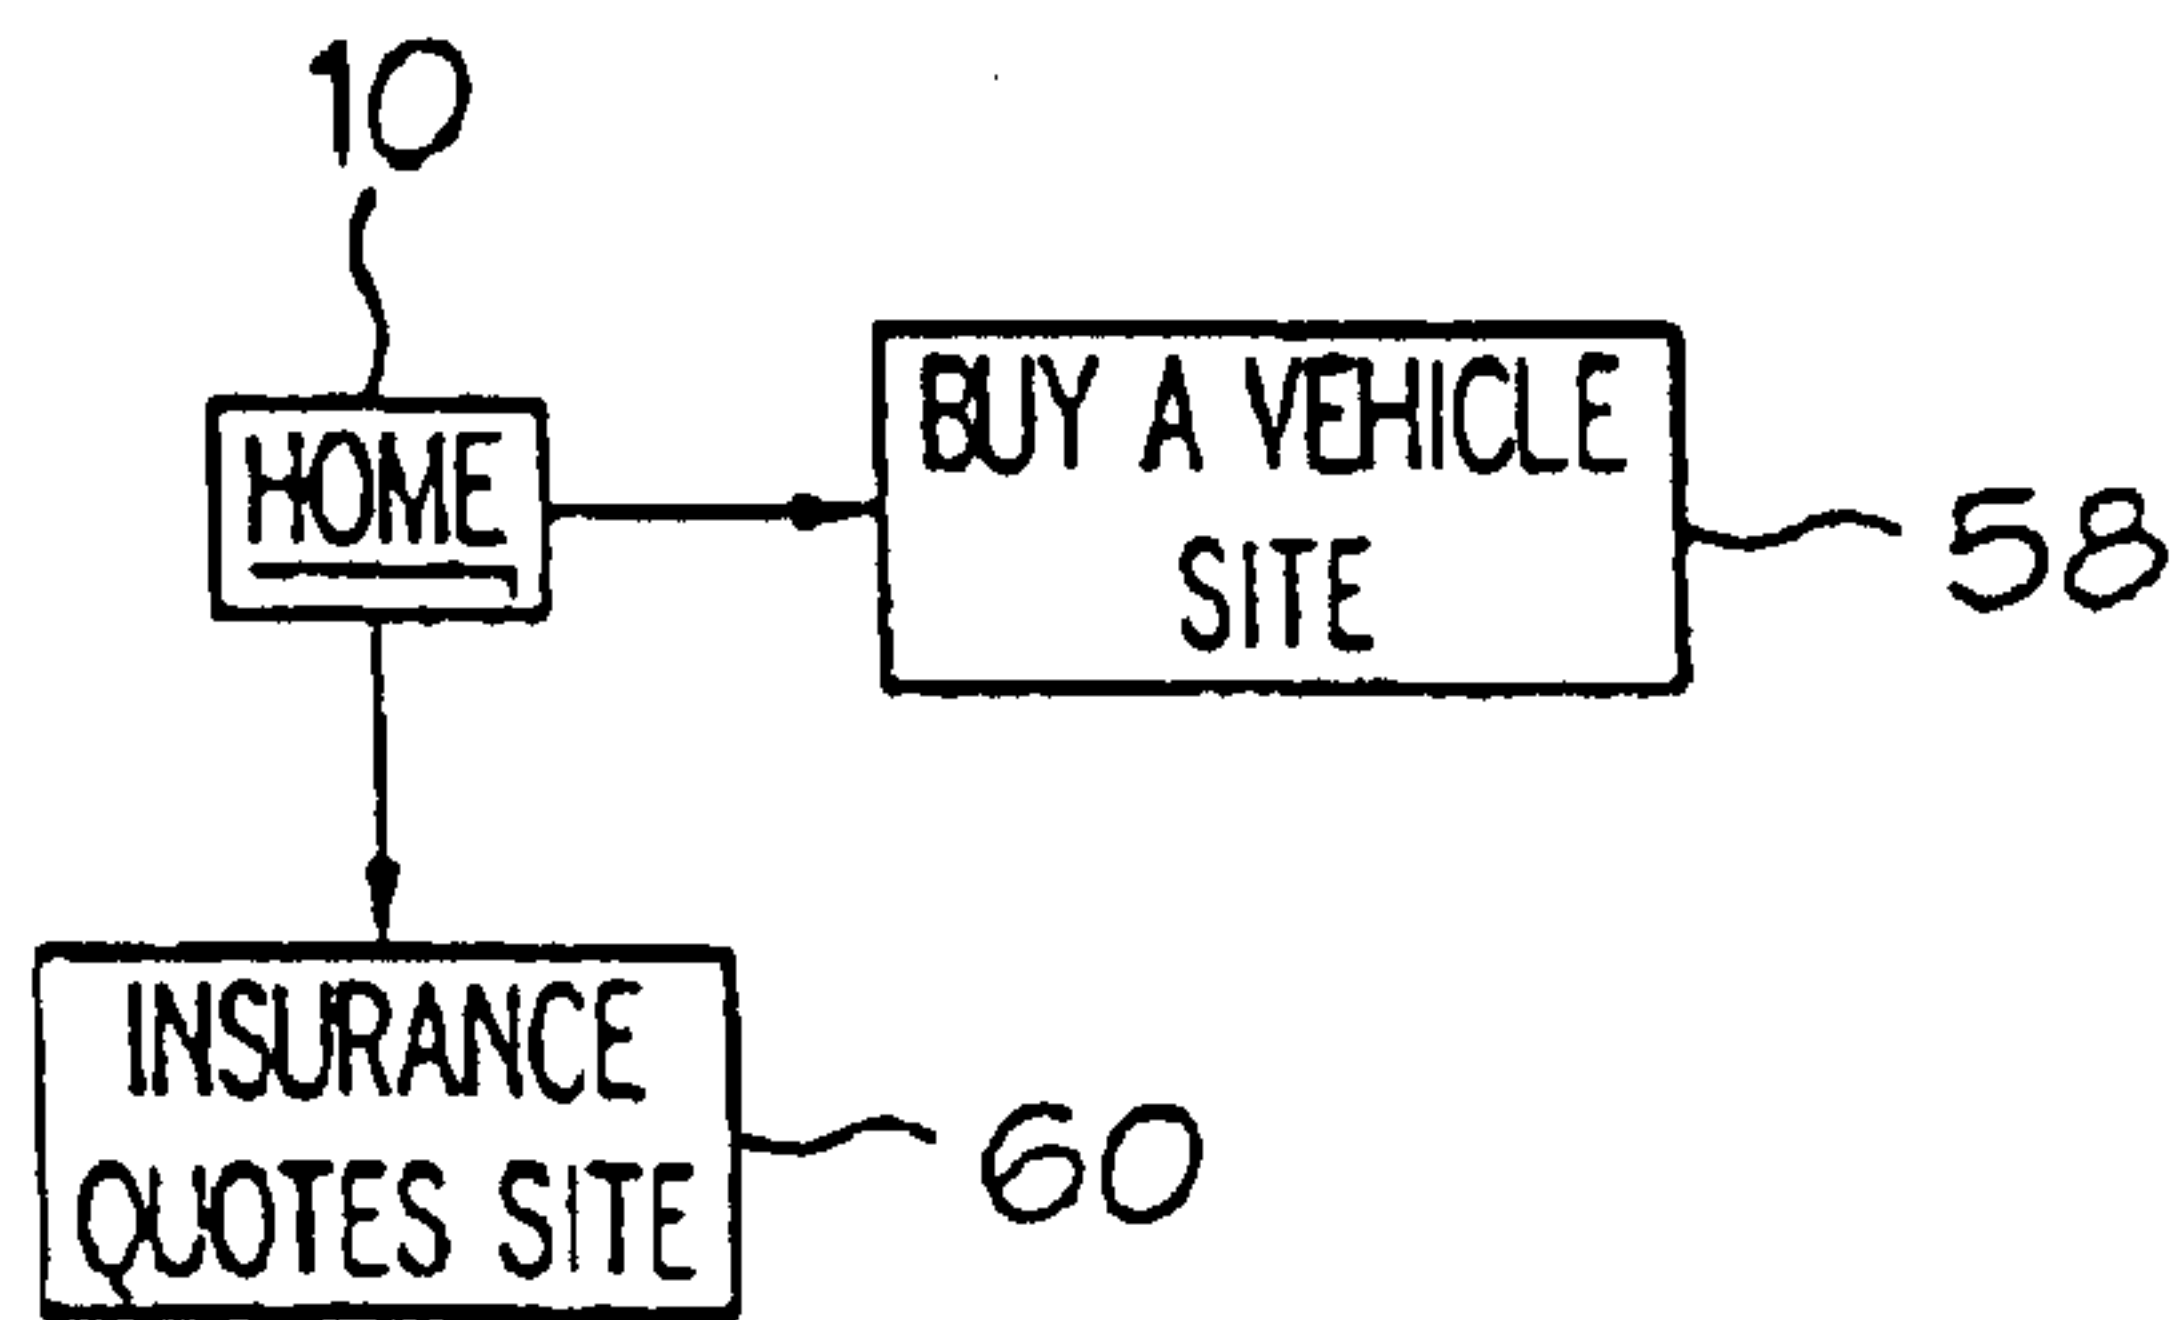 10
HOME
BUY A VEHICLE
SITE
58
INSURANCE
QUOTES SITE
60